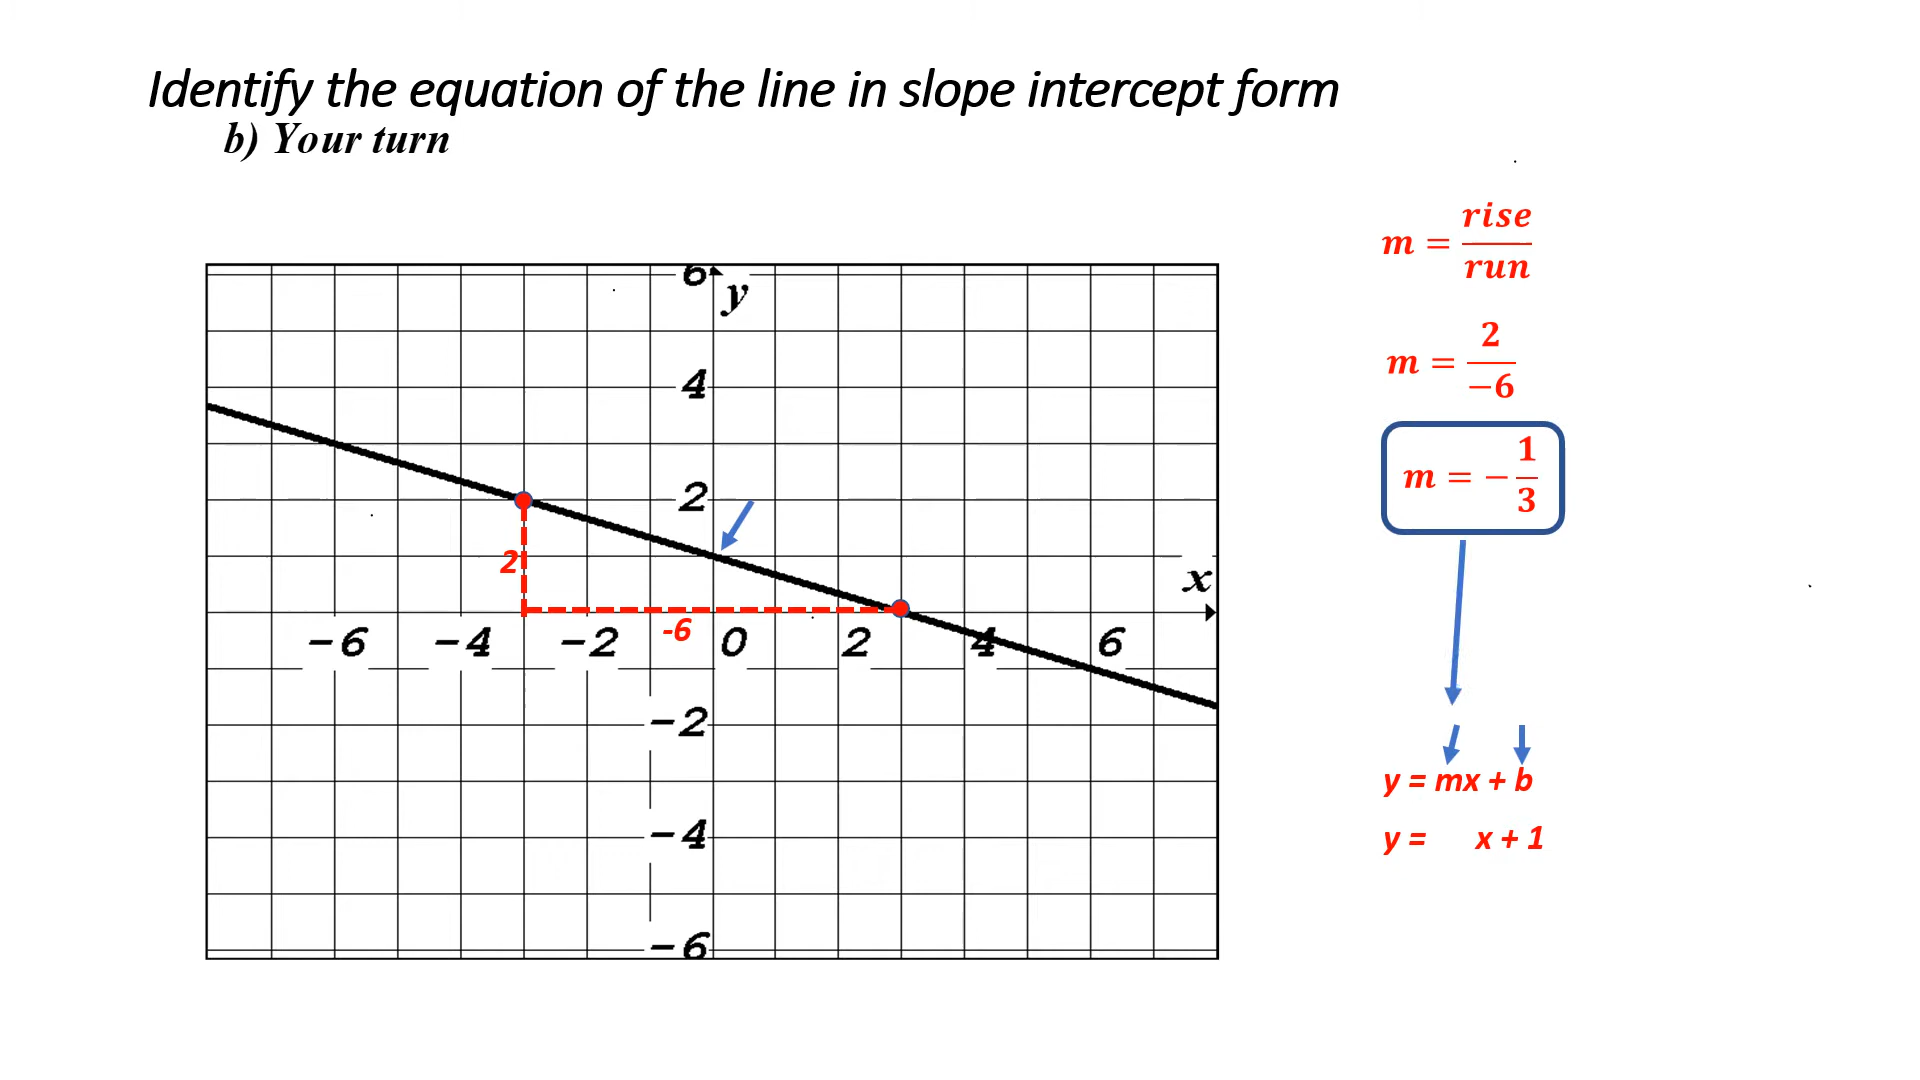 Identify the equation of the line in slope intercept form
b) Your turn
6
y
4
2
2
x
-6 -4 -2 -6 0 2 4 6
-2
-4
-6
m = rise/run
m = 2/-6
m = -1/3
y = mx + b
y = x + 1